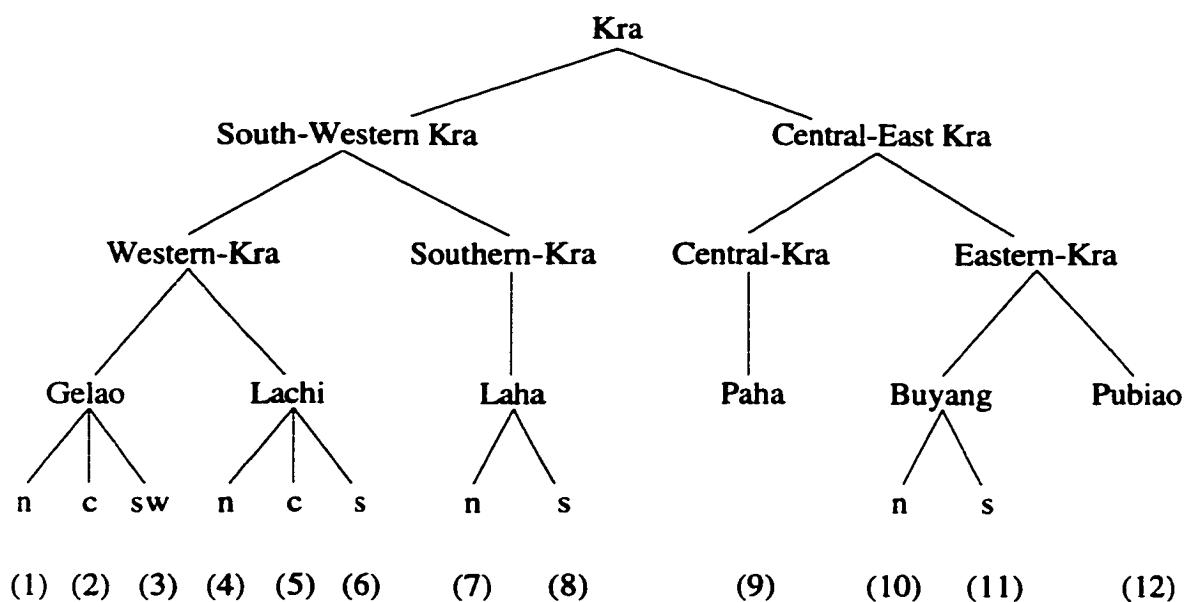 Kra
South-Western Kra Central-East Kra
Western-Kra Southern-Kra Central-Kra Eastern-Kra
Gelao Lachi Laha Paha Buyang Pubiao
n c sw n c s n s n s
(1) (2) (3) (4) (5) (6) (7) (8) (9) (10) (11) (12)